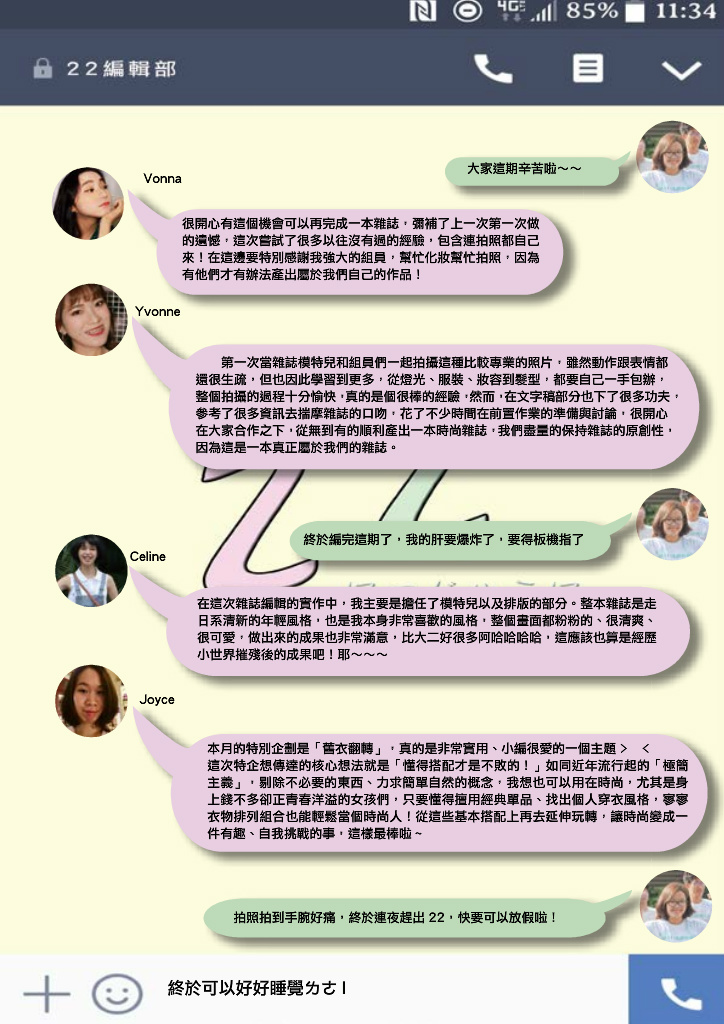 4G 85% 11:34
22編輯部
大家這期辛苦啦~~
Vonna
很開心有這個機會可以再完成一本雜誌，彌補了上一次第一次做
的遺憾，這次嘗試了很多以往沒有過的經驗，包含連拍照都自己
來！在這邊要特別感謝我強大的組員，幫忙化妝幫忙拍照，因為
有他們才有辦法產出屬於我們自己的作品！
Yvonne
第一次當雜誌模特兒和組員們一起拍攝這種比較專業的照片，雖然動作跟表情都
還很生疏，但也因此學習到更多，從燈光、服裝、妝容到髮型，都要自己一手包辦，
整個拍攝的過程十分愉快，真的是個很棒的經驗，然而，在文字稿部分也下了很多功夫，
參考了很多資訊去揣摩雜誌的口吻，花了不少時間在前置作業的準備與討論，很開心
在大家合作之下，從無到有的順利產出一本時尚雜誌，我們盡量的保持雜誌的原創性，
因為這是一本真正屬於我們的雜誌。
22
終於編完這期了，我的肝要爆炸了，要得板機指了
Celine
在這次雜誌編輯的實作中，我主要是擔任了模特兒以及排版的部分。整本雜誌是走
日系清新的年輕風格，也是我本身非常喜歡的風格，整個畫面都粉粉的、很清爽、
很可愛，做出來的成果也非常滿意，比大二好很多阿哈哈哈哈，這應該也算是經歷
小世界摧殘後的成果吧！耶~~~
Joyce
本月的特別企劃是「舊衣翻轉」，真的是非常實用、小編很愛的一個主題 > <
這次特企想傳達的核心想法就是「懂得搭配才是不敗的！」如同近年流行起的「極簡
主義」，剔除不必要的東西、力求簡單自然的概念，我想也可以用在時尚，尤其是身
上錢不多卻正青春洋溢的女孩們，只要懂得擅用經典單品、找出個人穿衣風格，寥寥
衣物排列組合也能輕鬆當個時尚人！從這些基本搭配上再去延伸玩轉，讓時尚變成一
件有趣、自我挑戰的事，這樣最棒啦~
拍照拍到手腕好痛，終於連夜趕出 22，快要可以放假啦！
終於可以好好睡覺ㄌㄜ|